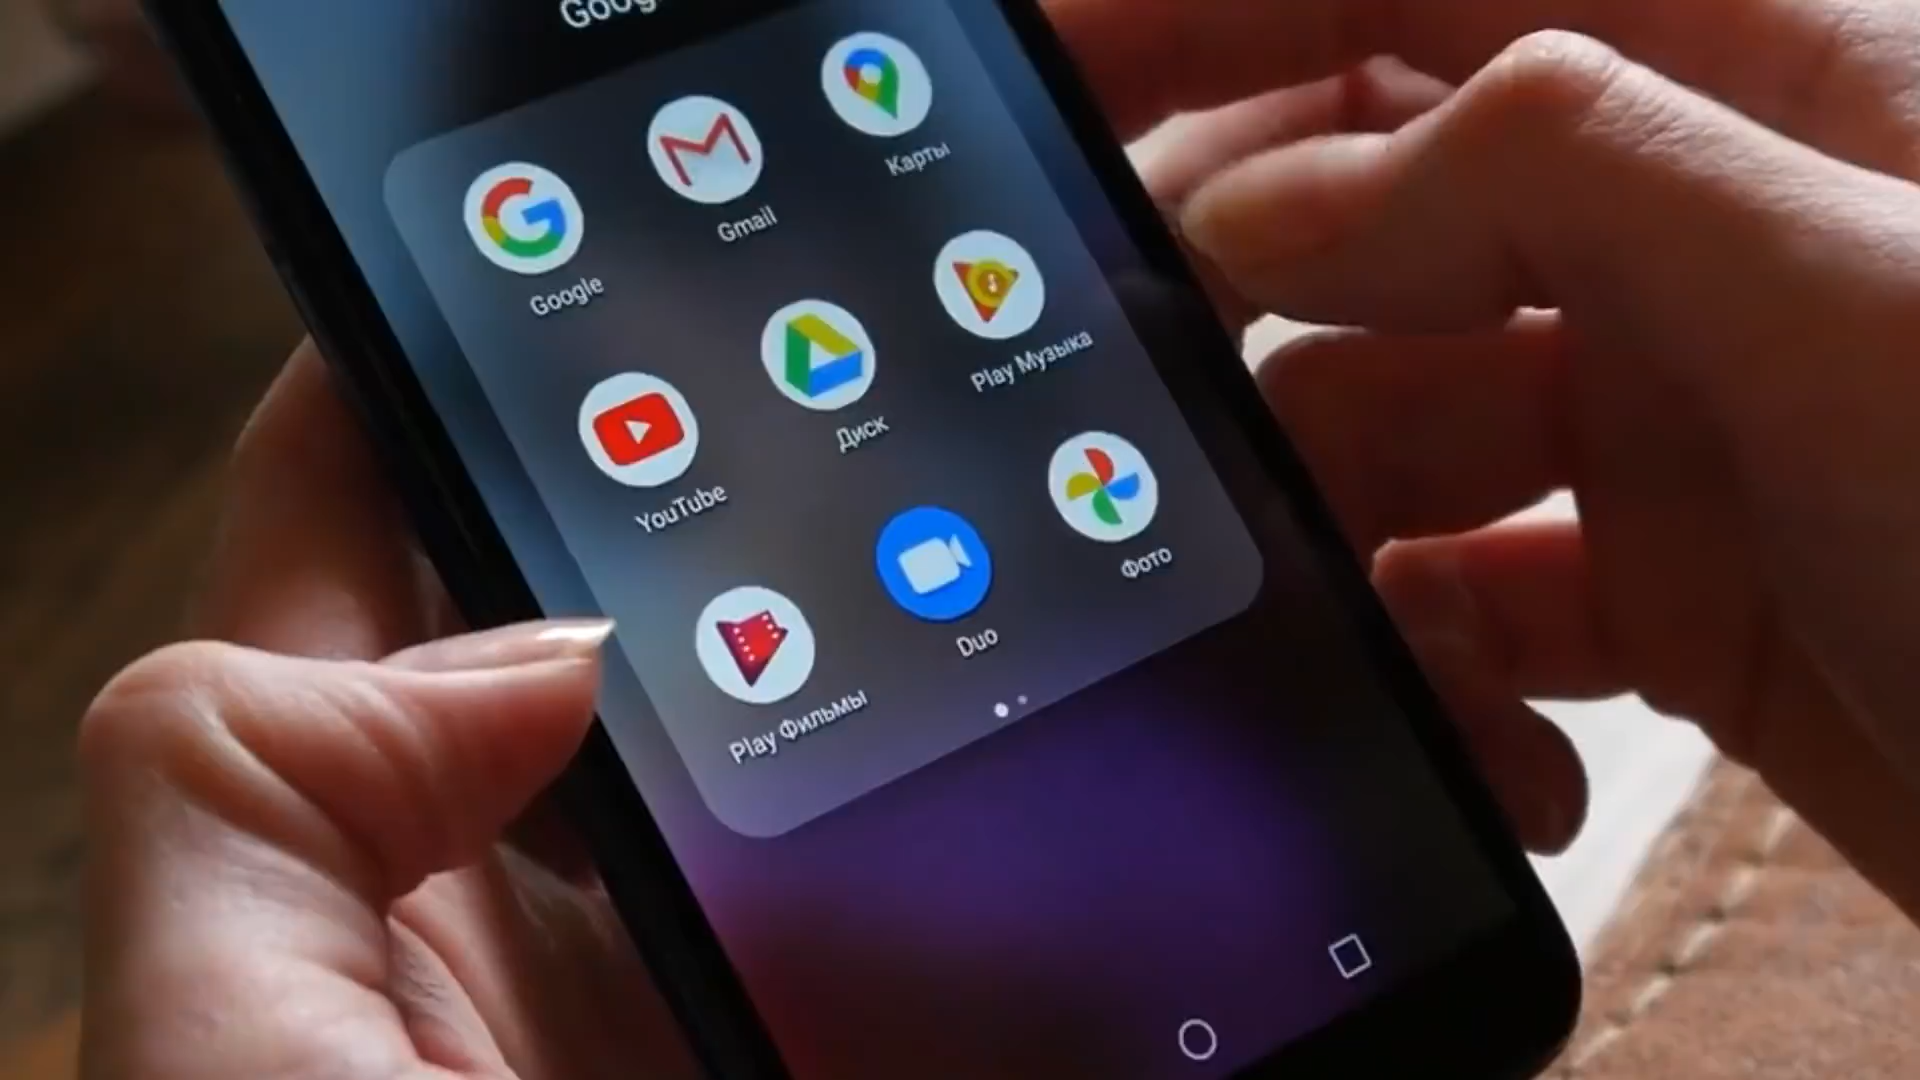 Google
Gmail
Карты
YouTube
Диск
Play Музыка
Play Фильмы
Duo
Фото